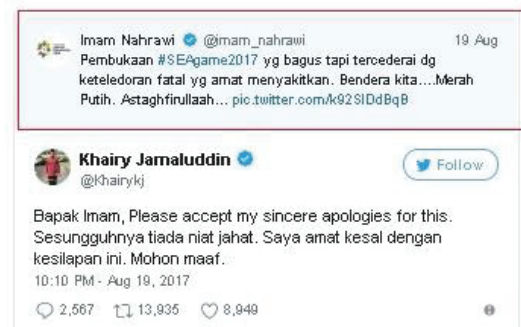 Imam Nahrawi @imam_nahrawi 19 Aug
Pembukaan #SEAgame2017 yg bagus tapi tercederai dg
keteledoran fatal yg amat menyakitkan. Bendera kita....Merah
Putih. Astaghfirullaah... pic.twitter.com/k92SIDdBqB
Khairy Jamaluddin
Follow
@Khairykj
Bapak Imam, Please accept my sincere apologies for this.
Sesungguhnya tiada niat jahat. Saya amat kesal dengan
kesilapan ini. Mohon maaf.
10:10 PM - Aug 19, 2017
2,567 13,935 8,949